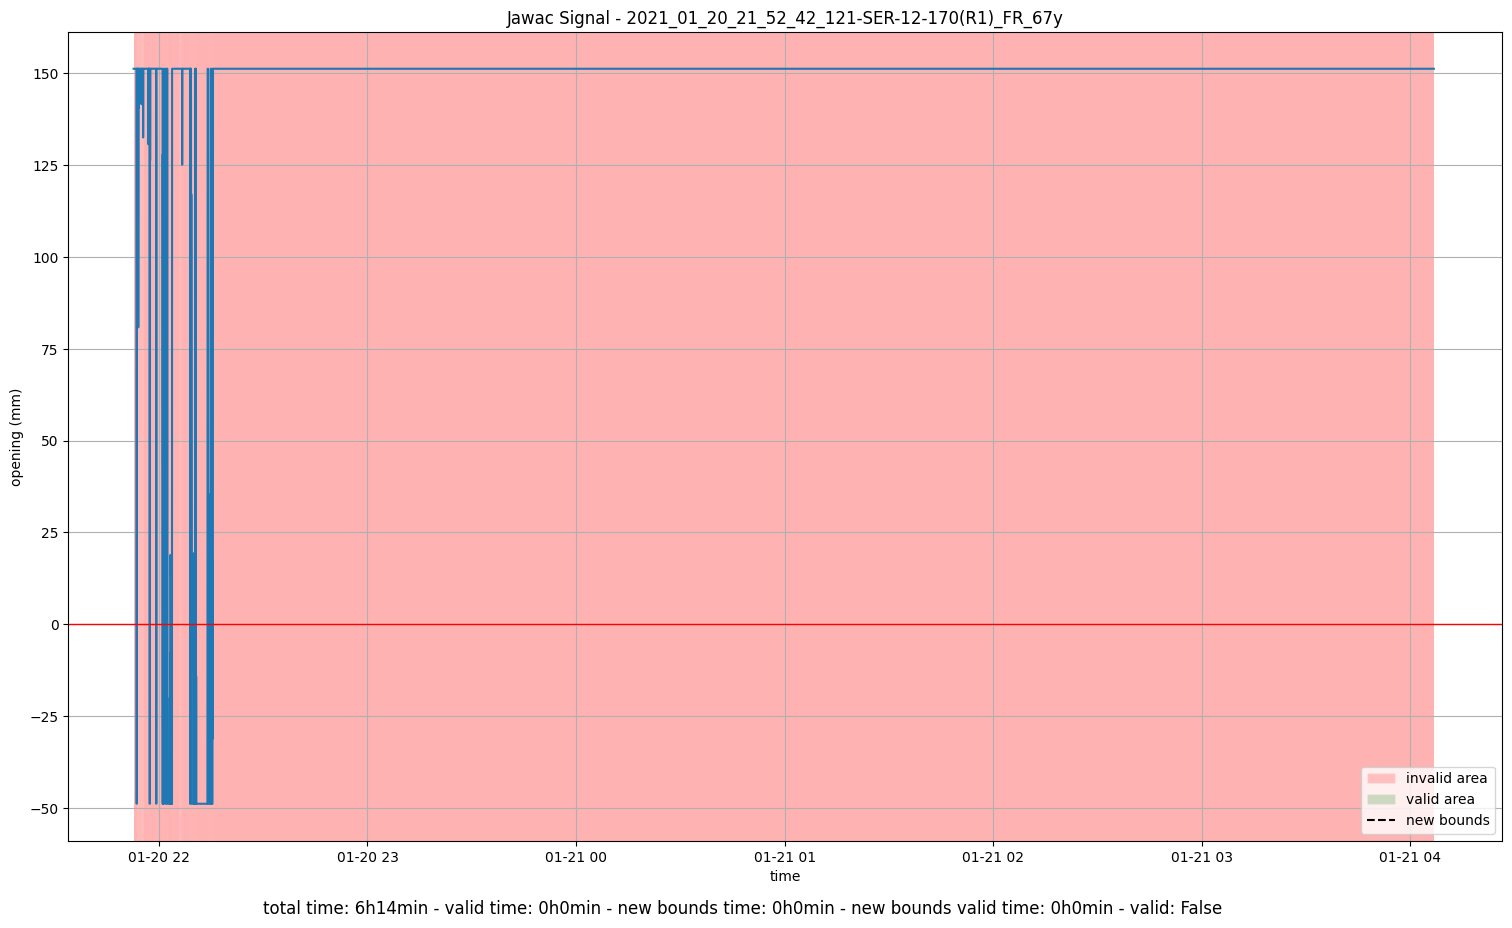 Jawac Signal - 2021_01_20_21_52_42_121-SER-12-170(R1)_FR_67y
150
125
100
75
50
25
0
−25
−50
opening (mm)
invalid area
valid area
new bounds
01-20 22
01-20 23
01-21 00
01-21 01
01-21 02
01-21 03
01-21 04
time
total time: 6h14min - valid time: 0h0min - new bounds time: 0h0min - new bounds valid time: 0h0min - valid: False